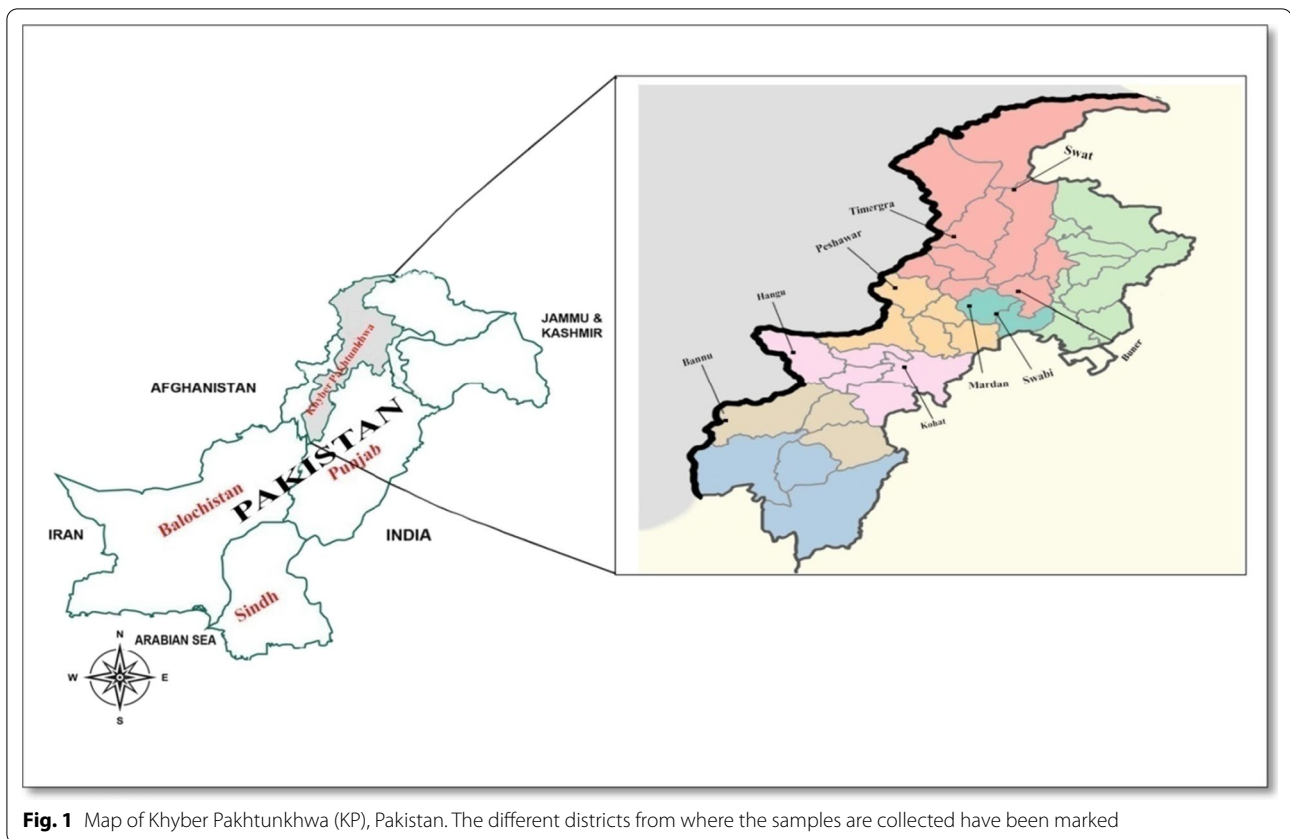 JAMMU &
KASHMIR
AFGHANISTAN
Khyber Pakhtunkhwa
PAKISTAN
Punjab
Balochistan
IRAN
INDIA
Sindh
ARABIAN SEA
N
W
E
S
Swat
Timergra
Peshawar
Hangu
Bannu
Mardan
Swabi
Buner
Kohat
Fig. 1 Map of Khyber Pakhtunkhwa (KP), Pakistan. The different districts from where the samples are collected have been marked